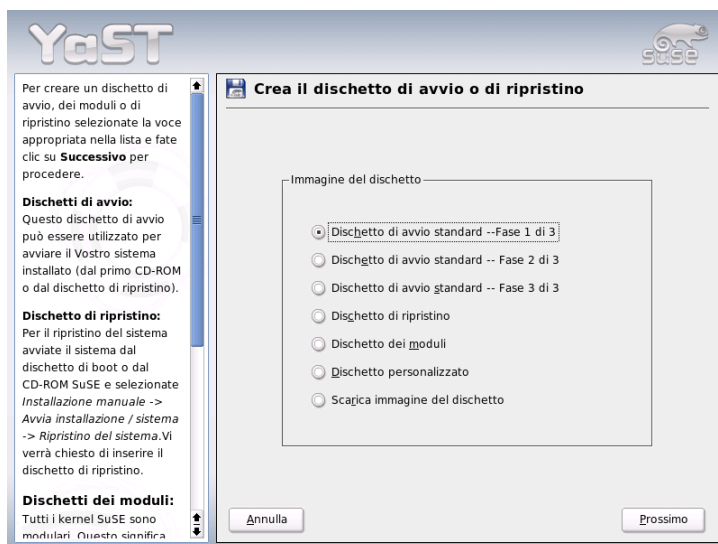 YaST
SUSE
Per creare un dischetto di
avvio, dei moduli o di
ripristino selezionate la voce
appropriata nella lista e fate
clic su Successivo per
procedere.
Dischetti di avvio:
Questo dischetto di avvio
può essere utilizzato per
avviare il Vostro sistema
installato (dal primo CD-ROM
o dal dischetto di ripristino).
Dischetto di ripristino:
Per il ripristino del sistema
avviate il sistema dal
dischetto di boot o dal
CD-ROM SuSE e selezionate
Installazione manuale ->
Avvia installazione / sistema
-> Ripristino del sistema.Vi
verrà chiesto di inserire il
dischetto di ripristino.
Dischetti dei moduli:
Tutti i kernel SuSE sono
modulari. Questo significa
Crea il dischetto di avvio o di ripristino
Immagine del dischetto
Dischetto di avvio standard --Fase 1 di 3
Dischetto di avvio standard -- Fase 2 di 3
Dischetto di avvio standard -- Fase 3 di 3
Dischetto di ripristino
Dischetto dei moduli
Dischetto personalizzato
Scarica immagine del dischetto
Annulla
Prossimo